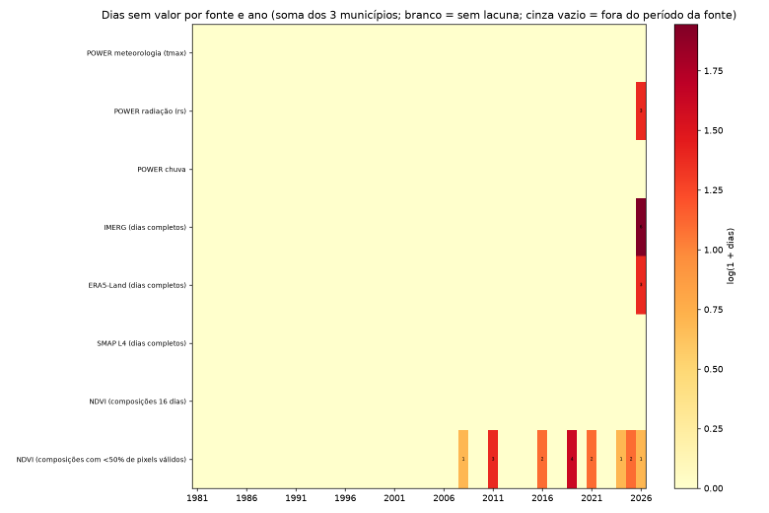 Dias sem valor por fonte e ano (soma dos 3 municípios; branco = sem lacuna; cinza vazio = fora do período da fonte)
POWER meteorologia (tmax)
POWER radiação (rs)
POWER chuva
IMERG (dias completos)
ERA5-Land (dias completos)
SMAP L4 (dias completos)
NDVI (composições 16 dias)
NDVI (composições com <50% de pixels válidos)
3
3
1
3
2
2
1
2
1
1981
1986
1991
1996
2001
2006
2011
2016
2021
2026
1.75
1.50
1.25
1.00
0.75
0.50
0.25
0.00
log(1 + dias)